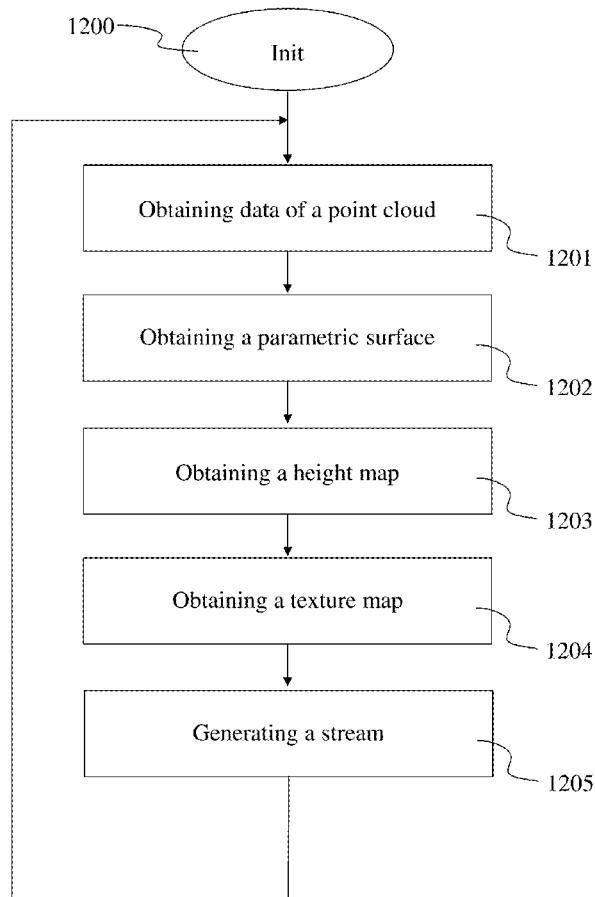 1200
Init
Obtaining data of a point cloud
1201
Obtaining a parametric surface
1202
Obtaining a height map
1203
Obtaining a texture map
1204
Generating a stream
1205